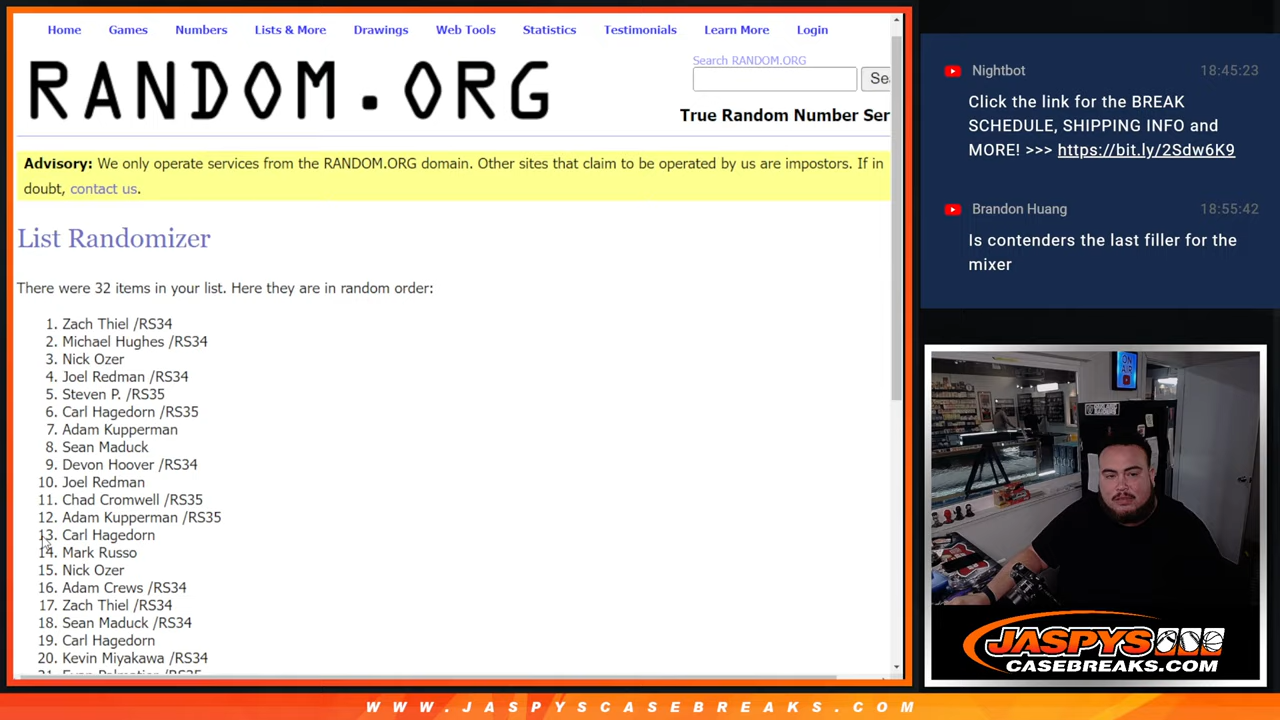 Home Games Numbers Lists & More Drawings Web Tools Statistics Testimonials Learn More Login
Search RANDOM.ORG
RANDOM.ORG
Se
True Random Number Ser
Advisory: We only operate services from the RANDOM.ORG domain. Other sites that claim to be operated by us are impostors. If in
doubt, contact us.
List Randomizer
There were 32 items in your list. Here they are in random order:
1. Zach Thiel /RS34
2. Michael Hughes /RS34
3. Nick Ozer
4. Joel Redman /RS34
5. Steven P. /RS35
6. Carl Hagedorn /RS35
7. Adam Kupperman
8. Sean Maduck
9. Devon Hoover /RS34
10. Joel Redman
11. Chad Cromwell /RS35
12. Adam Kupperman /RS35
13. Carl Hagedorn
14. Mark Russo
15. Nick Ozer
16. Adam Crews /RS34
17. Zach Thiel /RS34
18. Sean Maduck /RS34
19. Carl Hagedorn
20. Kevin Miyakawa /RS34
Nightbot 18:45:23
Click the link for the BREAK
SCHEDULE, SHIPPING INFO and
MORE! >>> https://bit.ly/2Sdw6K9
Brandon Huang 18:55:42
Is contenders the last filler for the
mixer
ON
AIR
JASPYS
CASEBREAKS.COM
WWW.JASPYSCASEBREAKS.COM